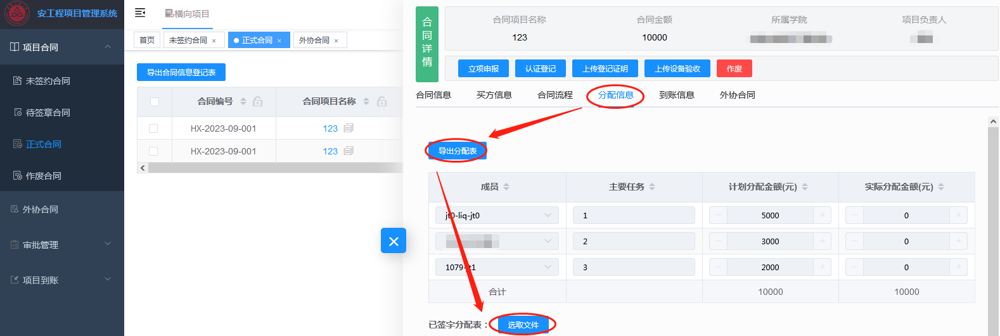 安工程项目管理系统
项目合同
未签约合同
待签章合同
正式合同
作废合同
外协合同
审批管理
项目到账
横向项目
首页 未签约合同 × 正式合同 × 外协合同 ×
导出合同信息登记表
合同编号 合同项目名称
HX-2023-09-001 123
HX-2023-09-001 123
合同详情
合同项目名称 合同金额 所属学院 项目负责人
123 10000
立项申报 认证登记 上传登记证明 上传设备验收 作废
合同信息 买方信息 合同流程 分配信息 到账信息 外协合同
导出分配表
成员 主要任务 计划分配金额(元) 实际分配金额(元)
jt0-liq-jt0 1 5000 0
2 3000 0
3 2000 0
合计 10000 10000
已签字分配表： 选取文件